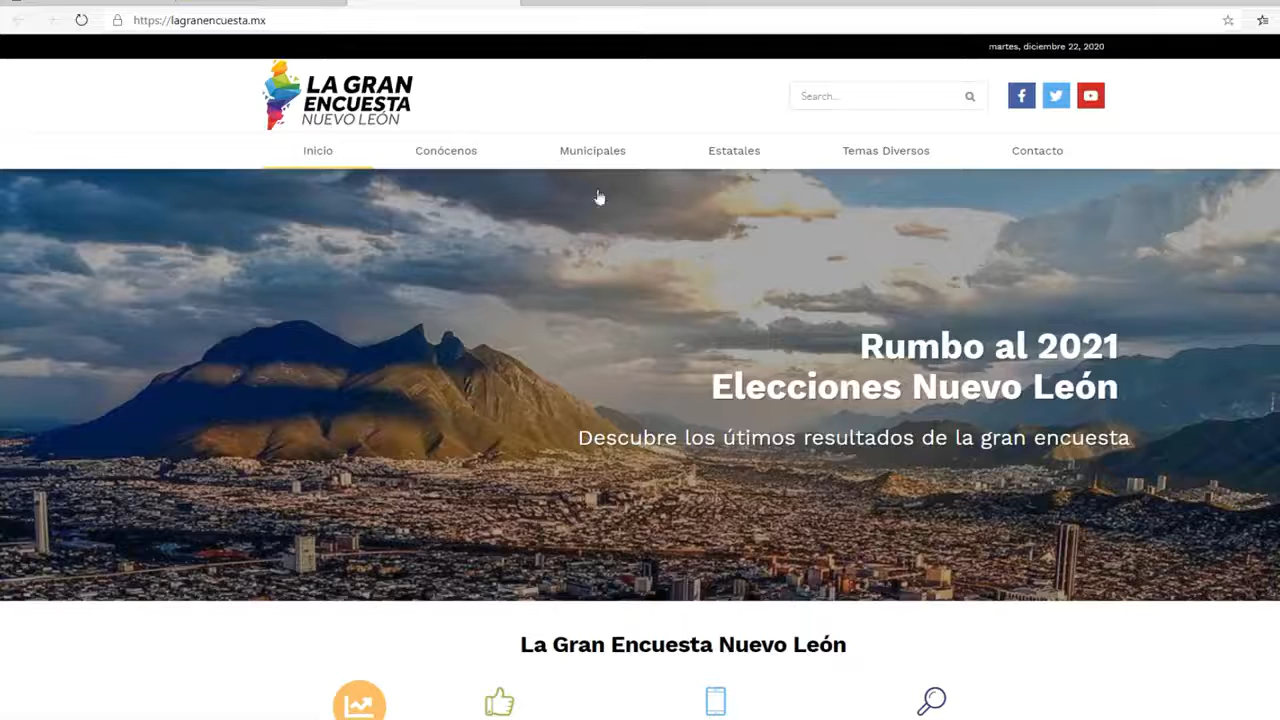 https://lagranencuesta.mx
martes, diciembre 22, 2020
LA GRAN
ENCUESTA
NUEVO LEÓN
Search...
Inicio
Conócenos
Municipales
Estatales
Temas Diversos
Contacto
Rumbo al 2021
Elecciones Nuevo León
Descubre los útimos resultados de la gran encuesta
La Gran Encuesta Nuevo León